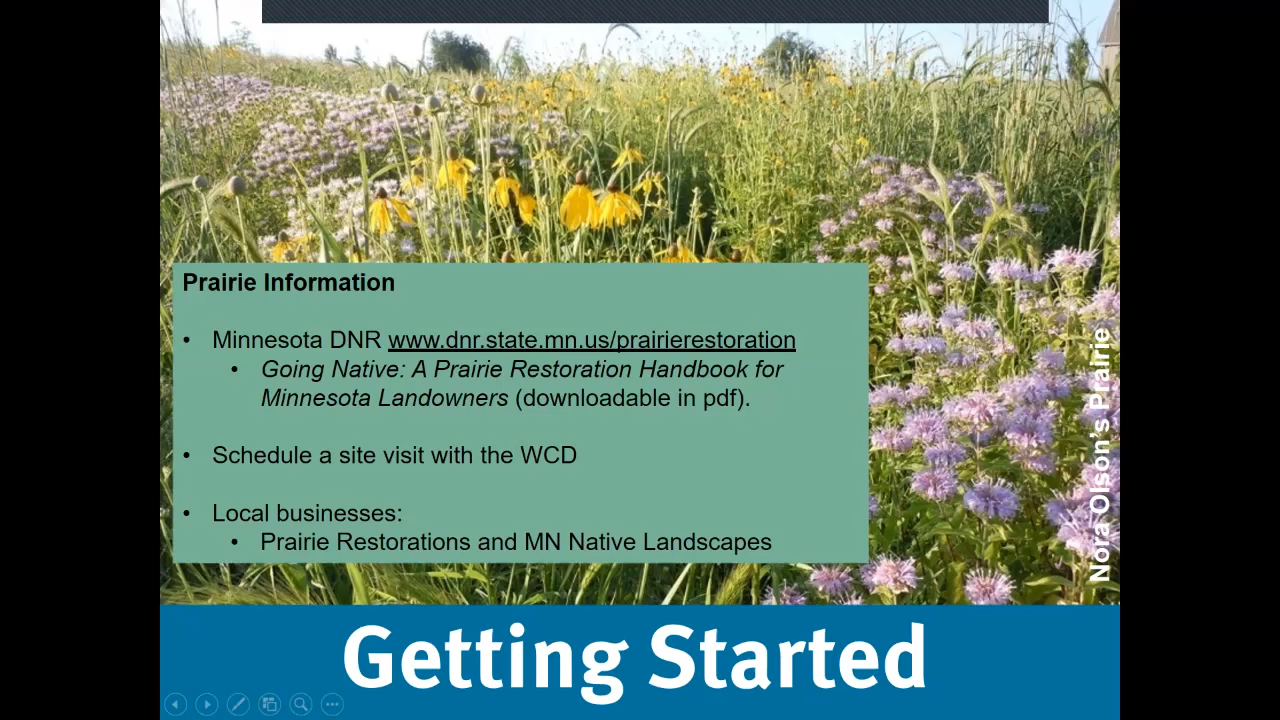 Prairie Information
• Minnesota DNR www.dnr.state.mn.us/prairierestoration
• Going Native: A Prairie Restoration Handbook for
Minnesota Landowners (downloadable in pdf).
• Schedule a site visit with the WCD
• Local businesses:
• Prairie Restorations and MN Native Landscapes
Nora Olson's Prairie
Getting Started